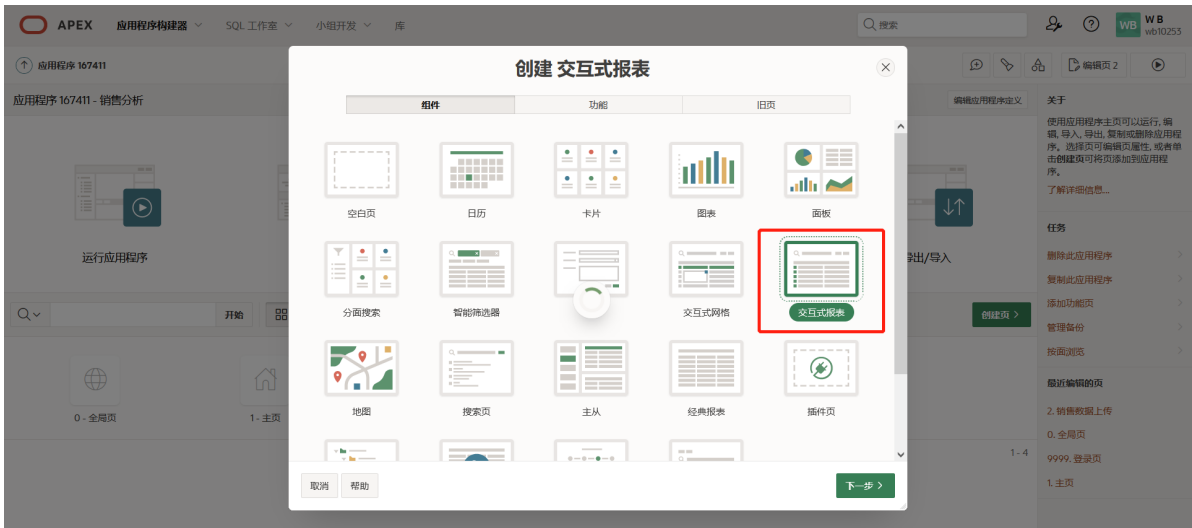 APEX 应用程序构建器 SQL 工作室 小组开发 库 搜索 WB W B
wb10253
应用程序 167411 编辑页 2
创建 交互式报表
应用程序 167411 - 销售分析 编辑应用程序定义
组件 功能 旧页
空白页 日历 卡片 图表 面板
分面搜索 智能筛选器 交互式网格 交互式报表
地图 搜索页 主从 经典报表 插件页
取消 帮助 下一步
运行应用程序 导出/导入
开始 创建页
0 - 全局页 1 - 主页
1 - 4
关于
使用应用程序主页可以运行, 编
辑, 导入, 导出, 复制或删除应用程
序。选择页可编辑页属性, 或者单
击创建页可将页添加到应用程
序。
了解详细信息...
任务
删除此应用程序
复制此应用程序
添加功能页
管理备份
按面浏览
最近编辑的页
2. 销售数据上传
0. 全局页
9999. 登录页
1. 主页